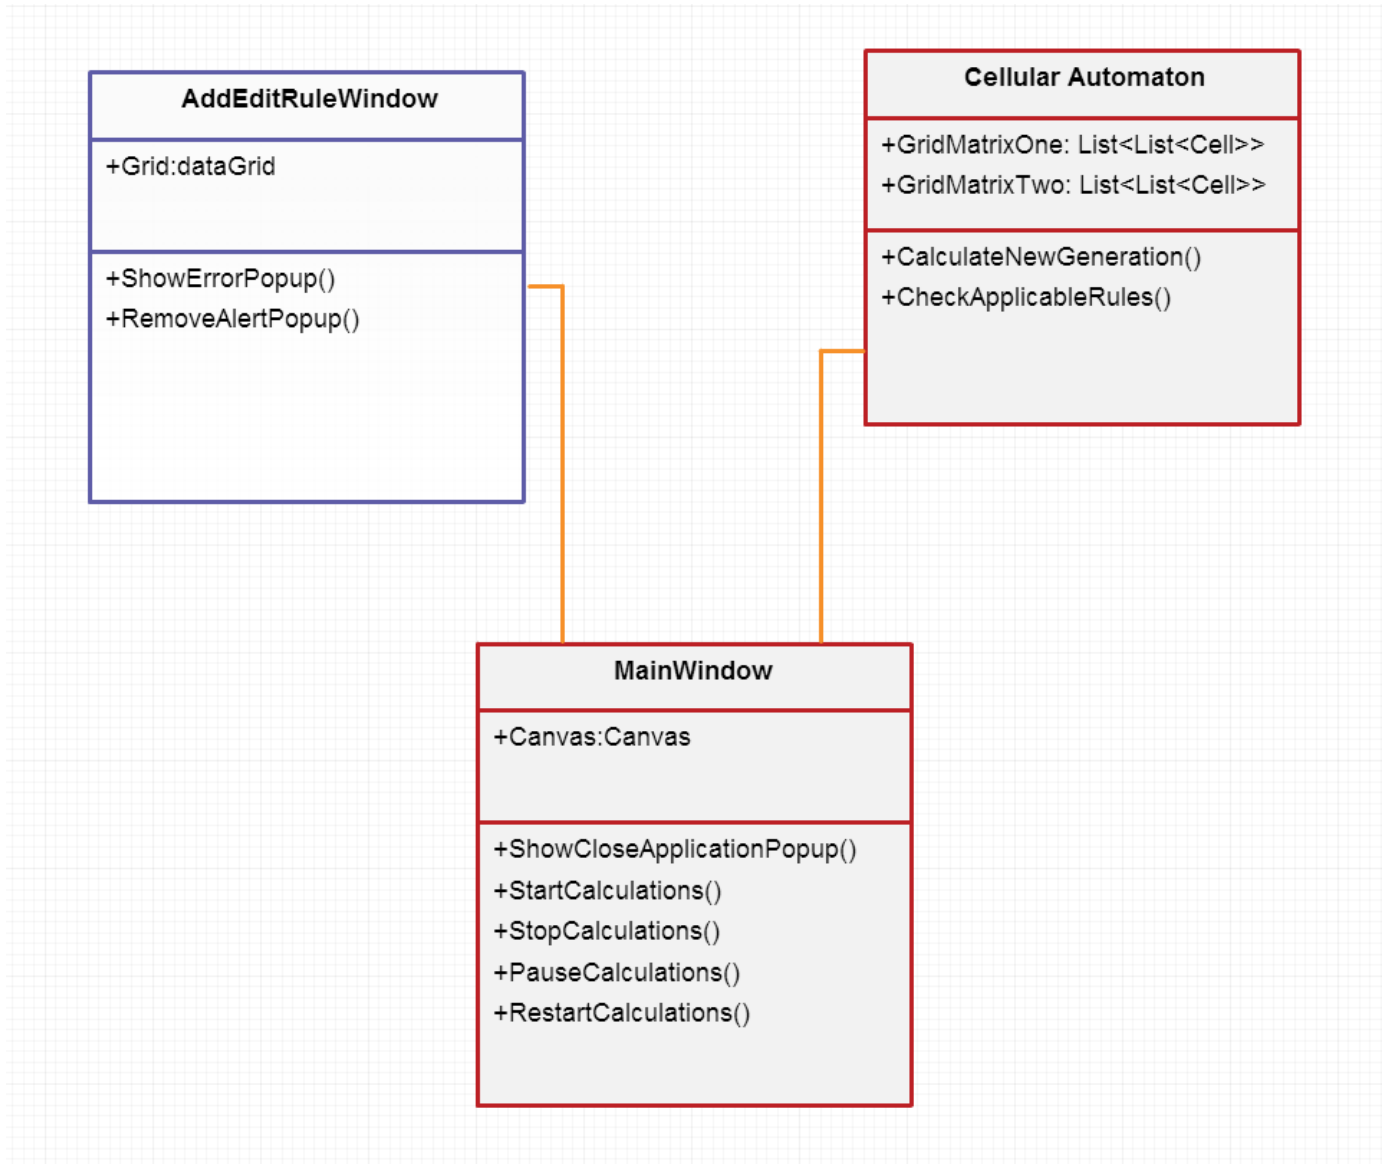 AddEditRuleWindow
+Grid:dataGrid
+ShowErrorPopup()
+RemoveAlertPopup()
Cellular Automaton
+GridMatrixOne: List<List<Cell>>
+GridMatrixTwo: List<List<Cell>>
+CalculateNewGeneration()
+CheckApplicableRules()
MainWindow
+Canvas:Canvas
+ShowCloseApplicationPopup()
+StartCalculations()
+StopCalculations()
+PauseCalculations()
+RestartCalculations()